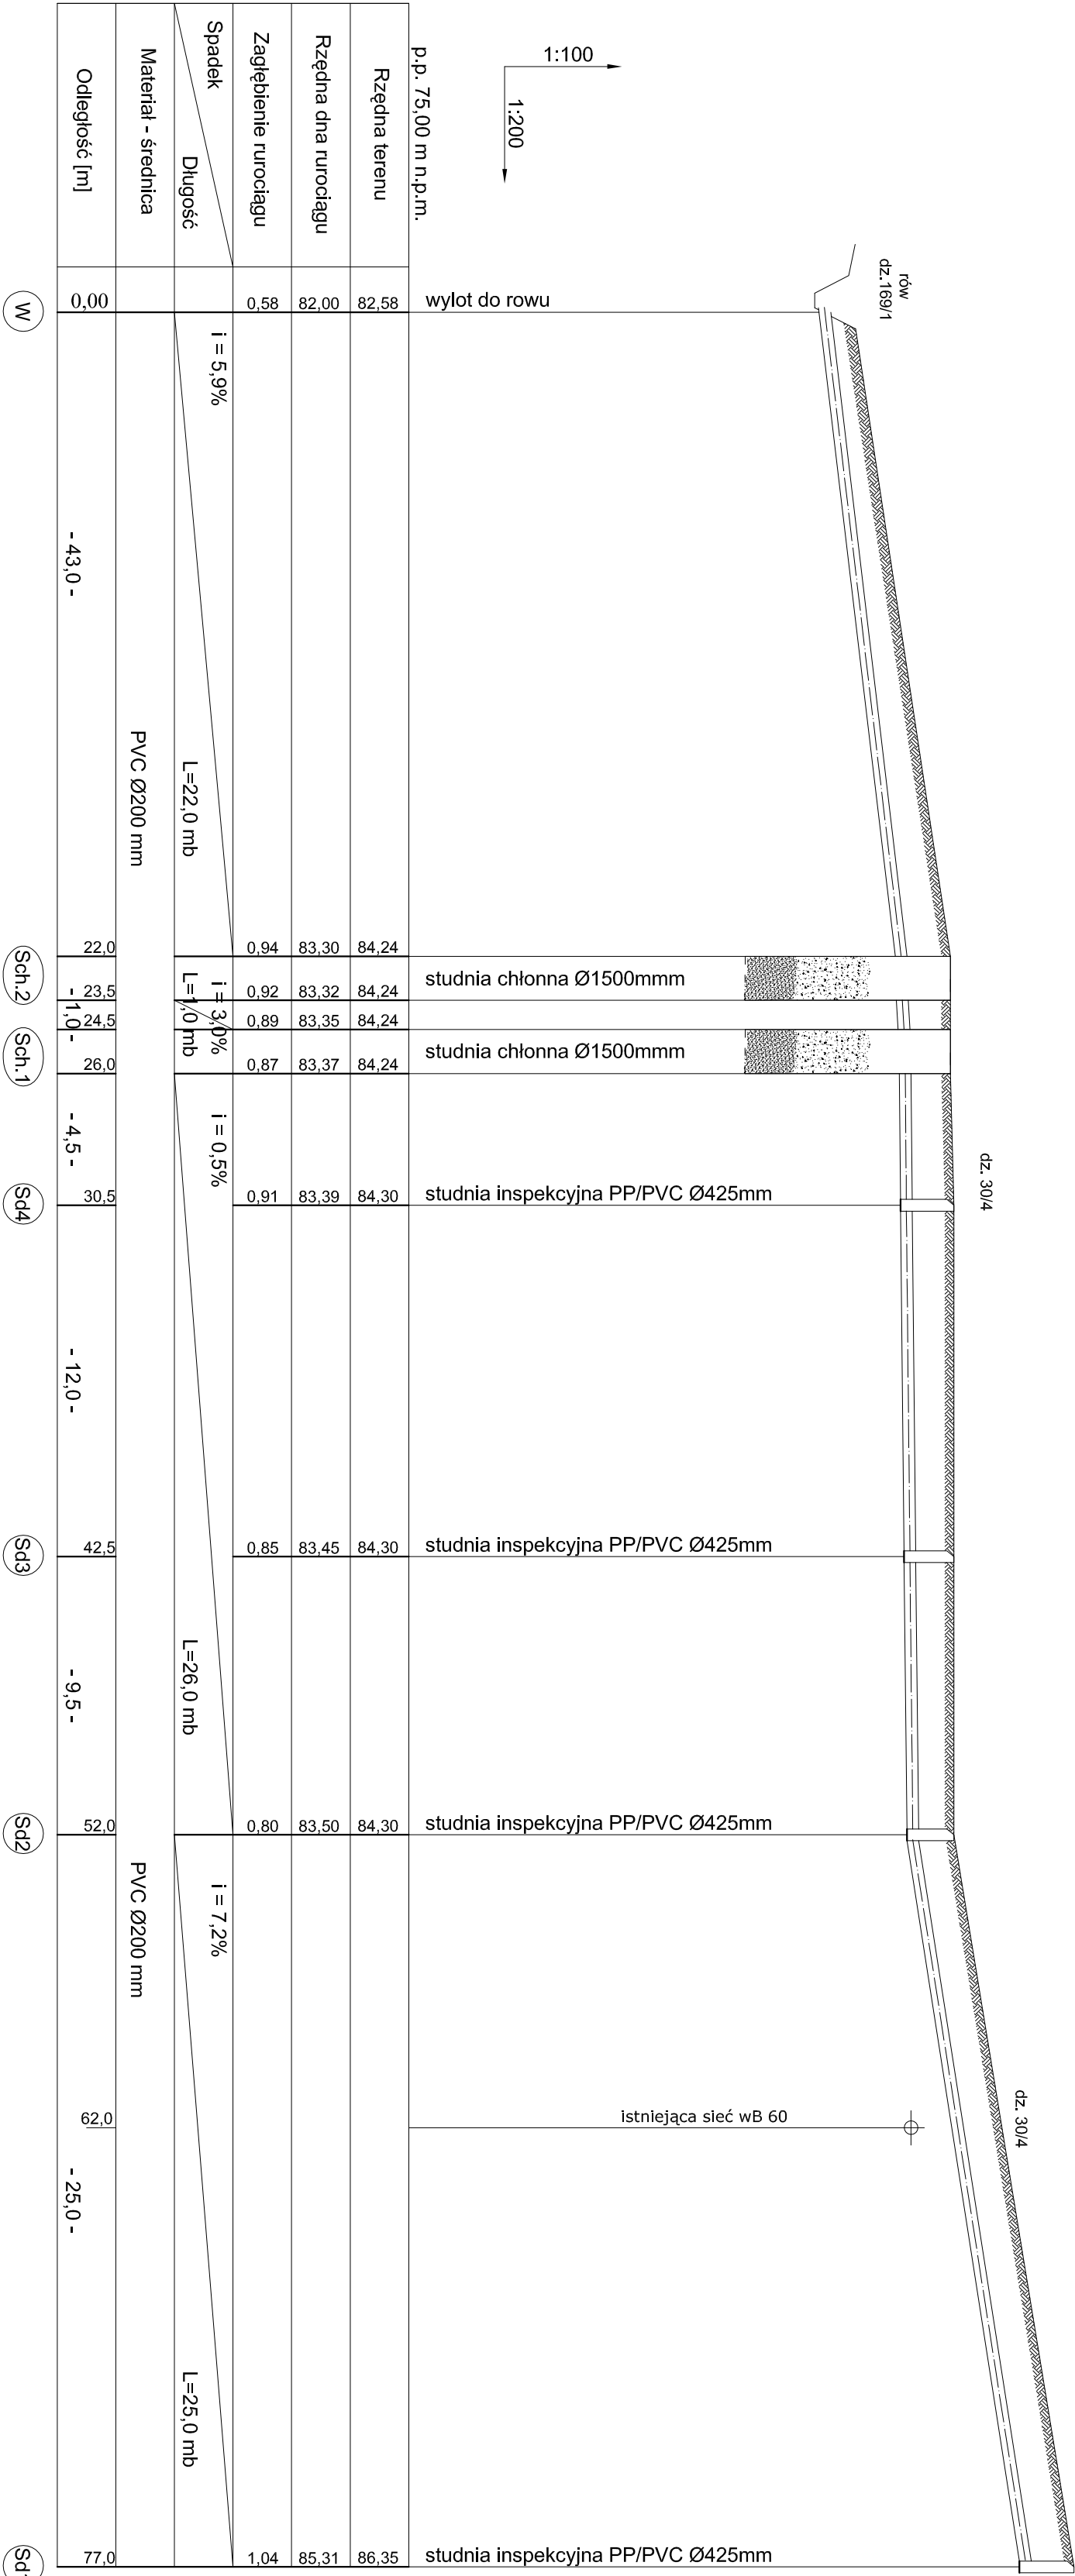 1:100
1:200
rów
dz.169/1
dz. 30/4
dz. 30/4
p.p. 75,00 m n.p.m.
wylot do rowu
studnia chłonna Ø1500mmm
studnia chłonna Ø1500mmm
studnia inspekcyjna PP/PVC Ø425mm
studnia inspekcyjna PP/PVC Ø425mm
studnia inspekcyjna PP/PVC Ø425mm
istniejąca sieć wB 60
studnia inspekcyjna PP/PVC Ø425mm
Rzędna terenu
82,58
84,24
84,24
84,24
84,24
84,30
84,30
84,30
86,35
Rzędna dna rurociągu
82,00
83,30
83,32
83,35
83,37
83,39
83,45
83,50
85,31
Zagłębienie rurociągu
0,58
0,94
0,92
0,89
0,87
0,91
0,85
0,80
1,04
Spadek
Długość
i = 5,9%
L=22,0 mb
i = 3,0%
L=1,0 mb
i = 0,5%
L=26,0 mb
i = 7,2%
L=25,0 mb
Materiał - średnica
PVC Ø200 mm
PVC Ø200 mm
Odległość [m]
0,00
22,0
23,5
24,5
26,0
30,5
42,5
52,0
62,0
77,0
- 43,0 -
- 1,0 -
- 4,5 -
- 12,0 -
- 9,5 -
- 25,0 -
W
Sch.2
Sch.1
Sd4
Sd3
Sd2